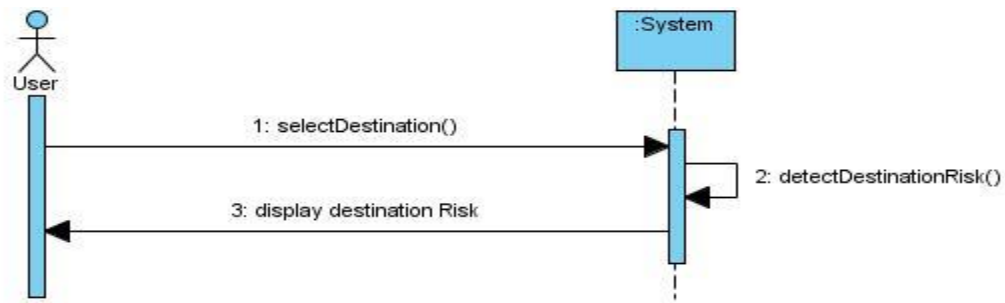 :System
User
1: selectDestination()
2: detectDestinationRisk()
3: display destination Risk